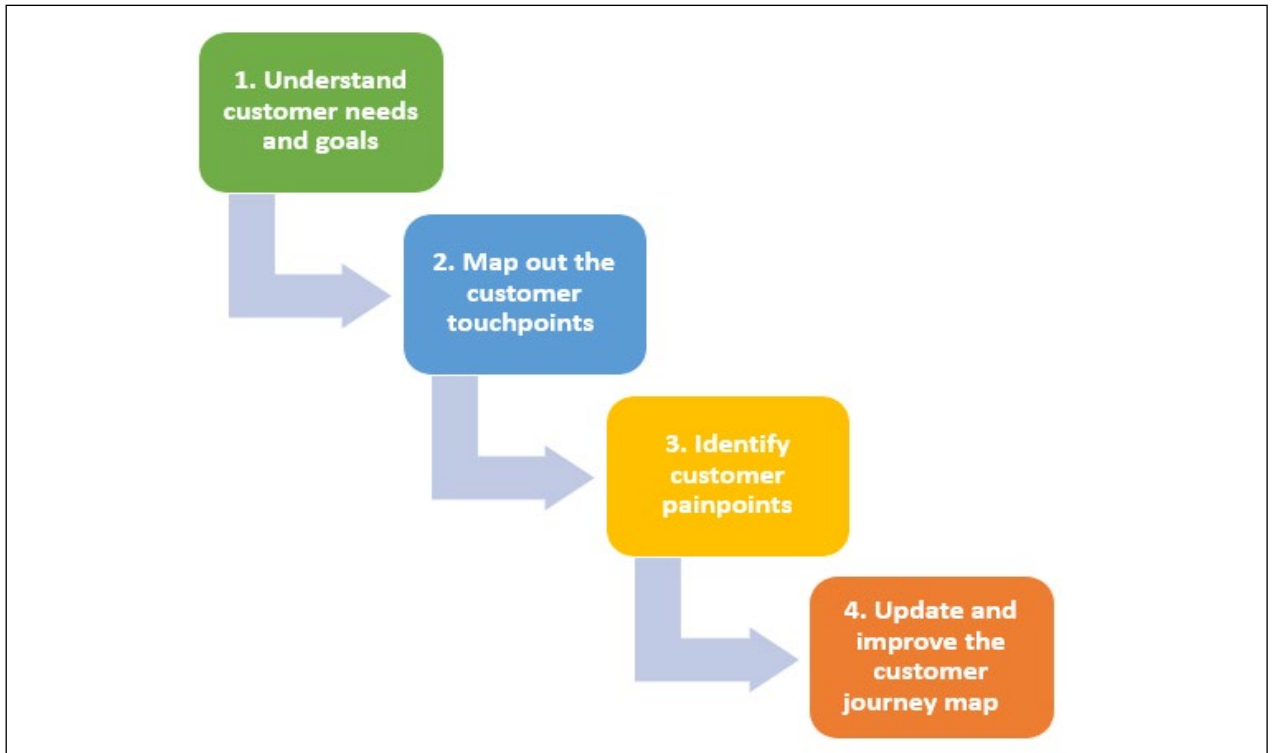 1. Understand
customer needs
and goals
2. Map out the
customer
touchpoints
3. Identify
customer
painpoints
4. Update and
improve the
customer
journey map